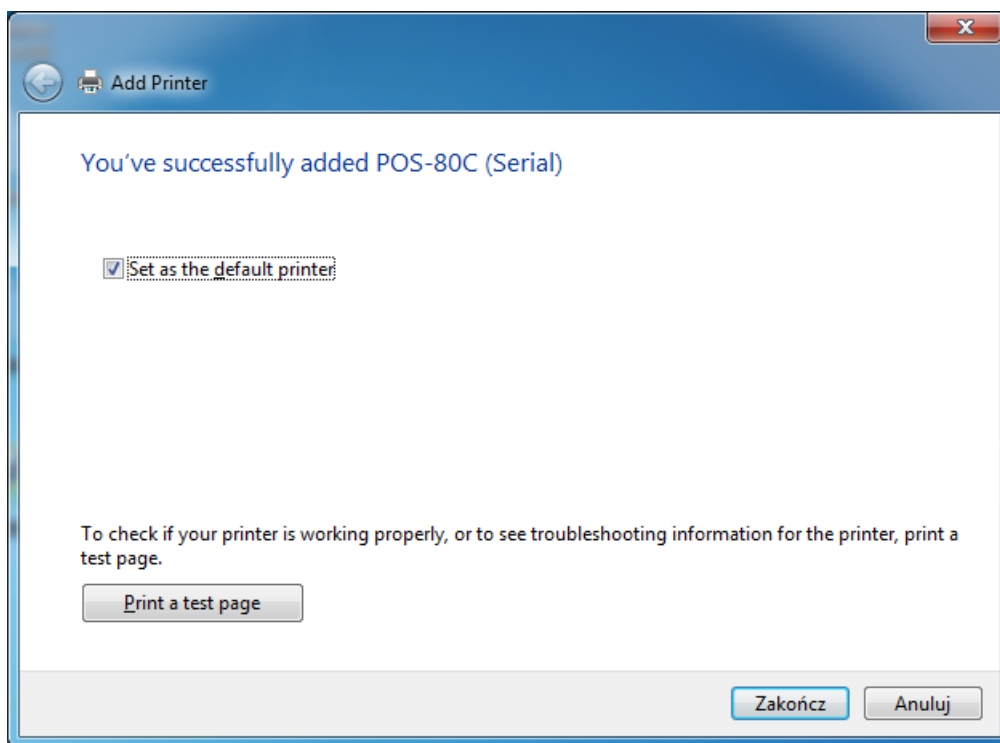 Add Printer
You've successfully added POS-80C (Serial)
Set as the default printer
To check if your printer is working properly, or to see troubleshooting information for the printer, print a
test page.
Print a test page
Zakończ
Anuluj